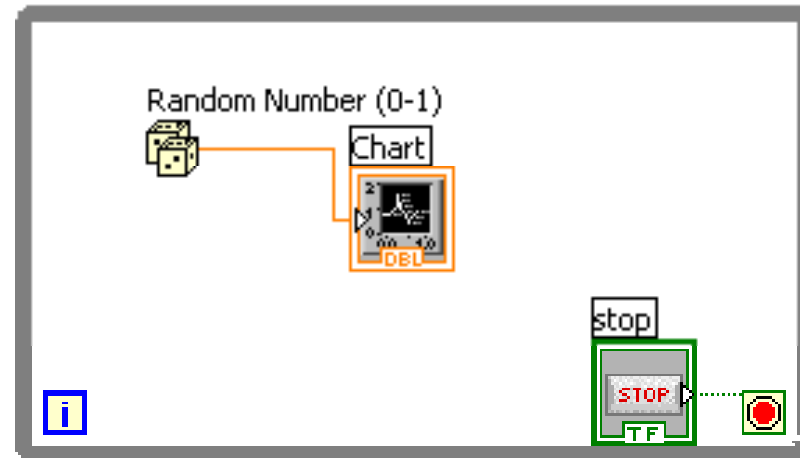 Random Number (0-1)
Chart
2
1
0
DBL
stop
STOP
TF
i